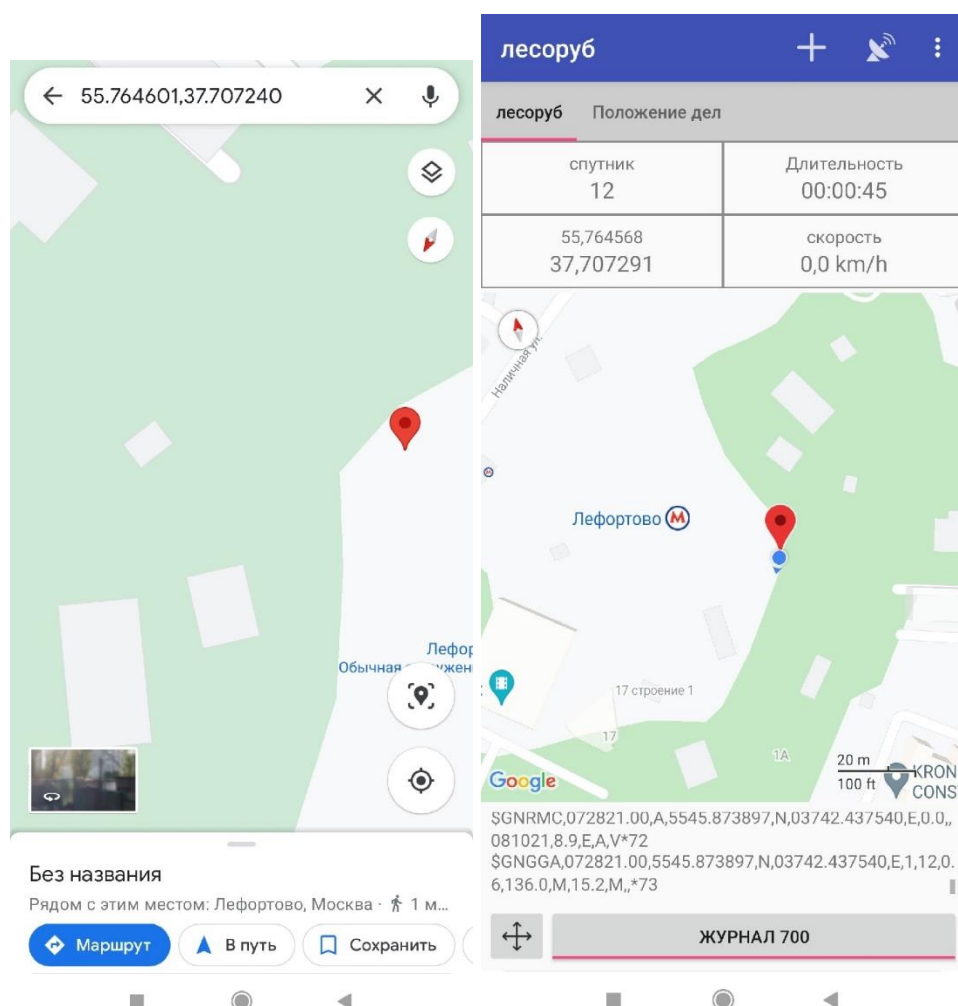 55.764601,37.707240
Лефор
Обычная
Без названия
Рядом с этим местом: Лефортово, Москва · 1 м...
Маршрут
В путь
Сохранить
лесоруб
лесоруб Положение дел
спутник
12
Длительность
00:00:45
55,764568
37,707291
скорость
0,0 km/h
Наличная ул.
Лефортово М
17 строение 1
17
1А
20 m
100 ft
KRON
CONS
Google
$GNRMC,072821.00,A,5545.873897,N,03742.437540,E,0.0,,
081021,8.9,E,A,V*72
$GNGGA,072821.00,5545.873897,N,03742.437540,E,1,12,0.
6,136.0,M,15.2,M,,*73
ЖУРНАЛ 700